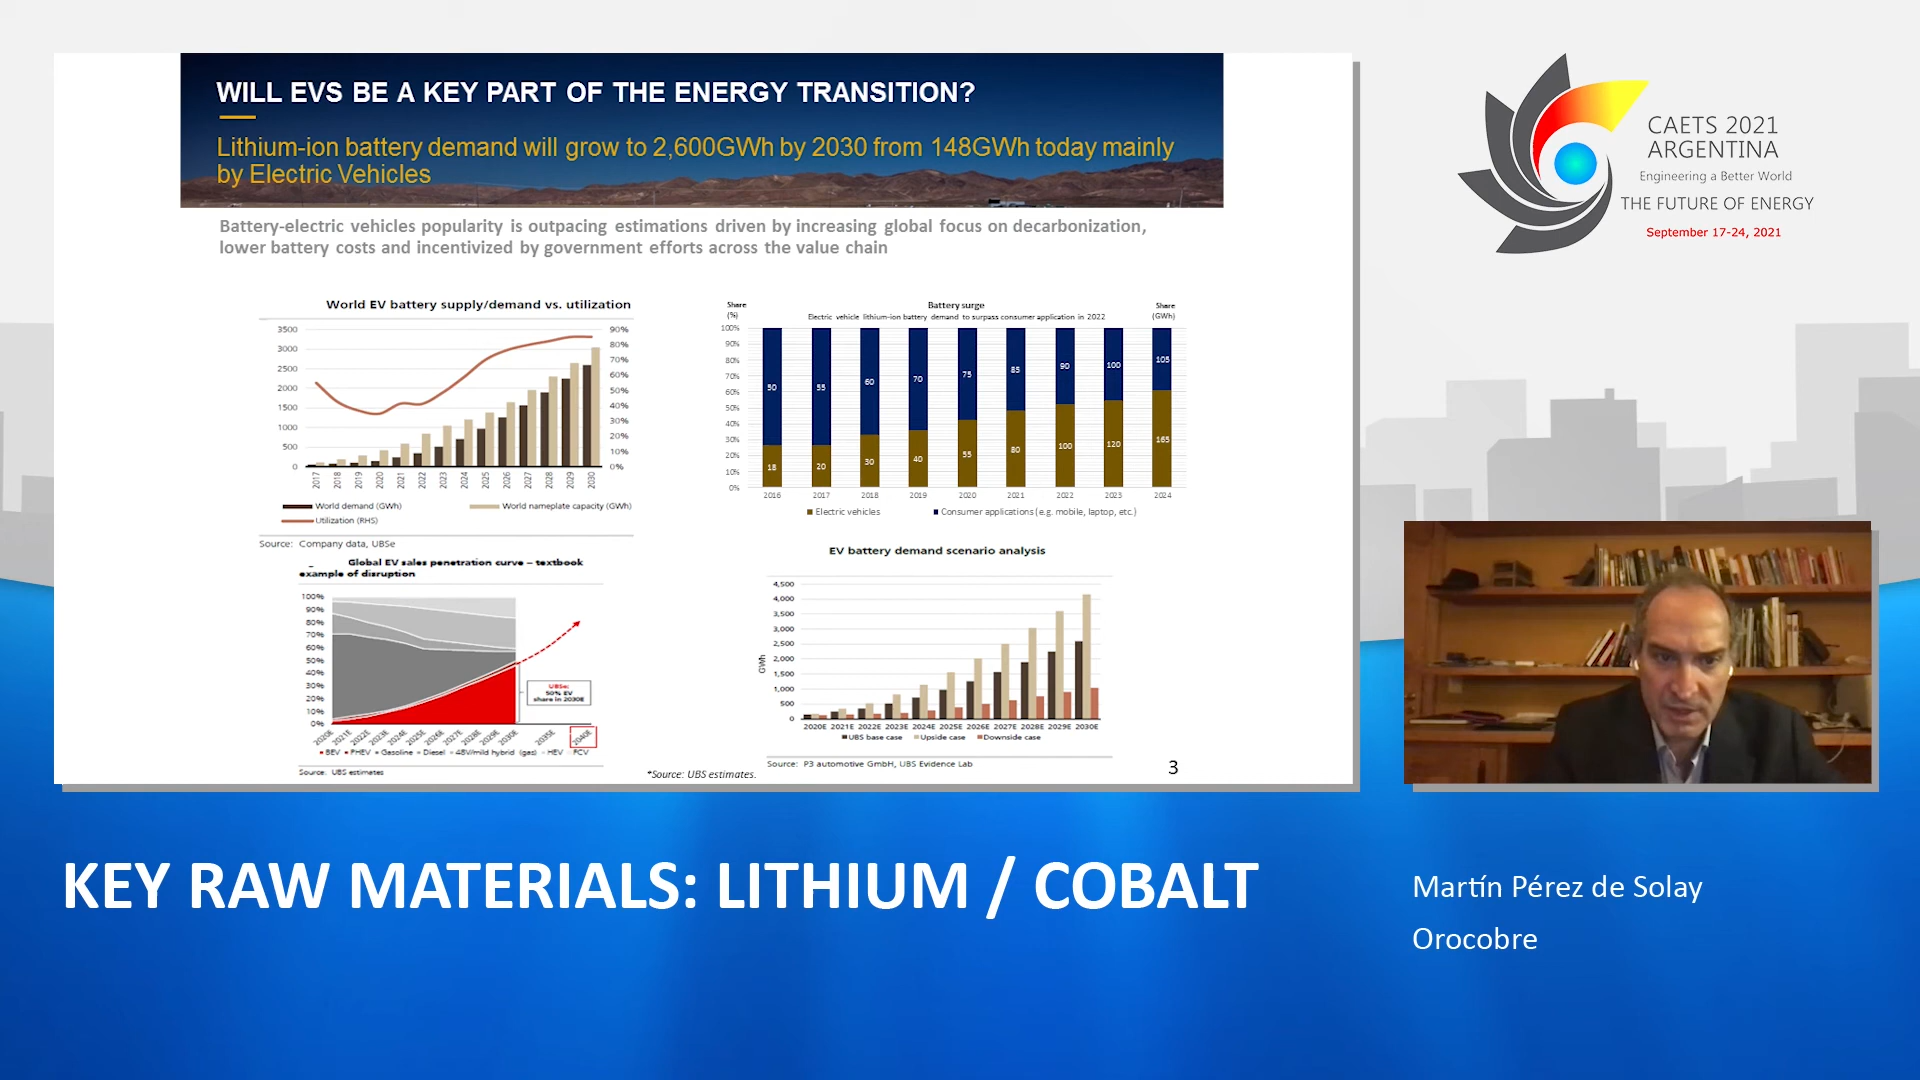 WILL EVS BE A KEY PART OF THE ENERGY TRANSITION?
Lithium-ion battery demand will grow to 2,600GWh by 2030 from 148GWh today mainly
by Electric Vehicles
Battery-electric vehicles popularity is outpacing estimations driven by increasing global focus on decarbonization,
lower battery costs and incentivized by government efforts across the value chain
World EV battery supply/demand vs. utilization
3500 90%
3000 80%
2500 70%
2000 60%
1500 50%
1000 40%
500 30%
0 20%
10%
0%
2017 2018 2019 2020 2021 2022 2023 2024 2025 2026 2027 2028 2029 2030
World demand (GWh) World nameplate capacity (GWh)
Utilization (RHS)
Source: Company data, UBSe
Share (%) Battery surge Share (GWh)
Electric vehicle lithium-ion battery demand to surpass consumer application in 2022
100%
90%
80%
70%
60%
50%
40%
30%
20%
10%
0%
50 55 60 70 75 85 90 100 105
18 20 30 40 55 80 100 120 165
2016 2017 2018 2019 2020 2021 2022 2023 2024
Electric vehicles Consumer applications (e.g. mobile, laptop, etc.)
Global EV sales penetration curve – textbook
example of disruption
100%
90%
80%
70%
60%
50%
40%
30%
20%
10%
0%
UBSe:
50% EV
share in 2030E
2020E 2021E 2022E 2023E 2024E 2025E 2026E 2027E 2028E 2029E 2030E 2035E 2040E
BEV PHEV Gasoline Diesel 48V/mild hybrid (gas) HEV FCV
Source: UBS estimates
EV battery demand scenario analysis
GWh
4,500
4,000
3,500
3,000
2,500
2,000
1,500
1,000
500
0
2020E 2021E 2022E 2023E 2024E 2025E 2026E 2027E 2028E 2029E 2030E
UBS base case Upside case Downside case
Source: P3 automotive GmbH, UBS Evidence Lab
*Source: UBS estimates.
3
CAETS 2021
ARGENTINA
Engineering a Better World
THE FUTURE OF ENERGY
September 17-24, 2021
KEY RAW MATERIALS: LITHIUM / COBALT
Martín Pérez de Solay
Orocobre